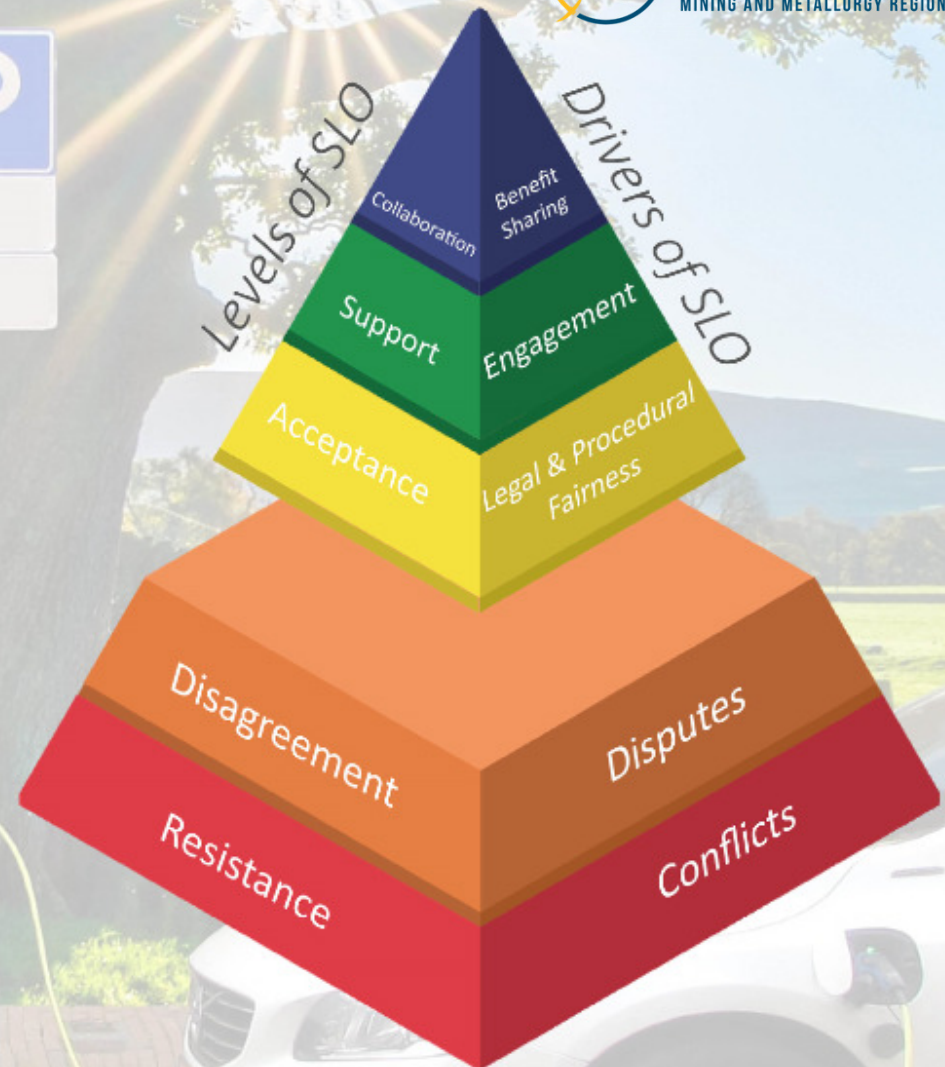 MINING AND METALLURGY REGION
Levels of SLO
Drivers of SLO
Collaboration
Benefit
Sharing
Support
Engagement
Acceptance
Legal & Procedural
Fairness
Disagreement
Disputes
Resistance
Conflicts